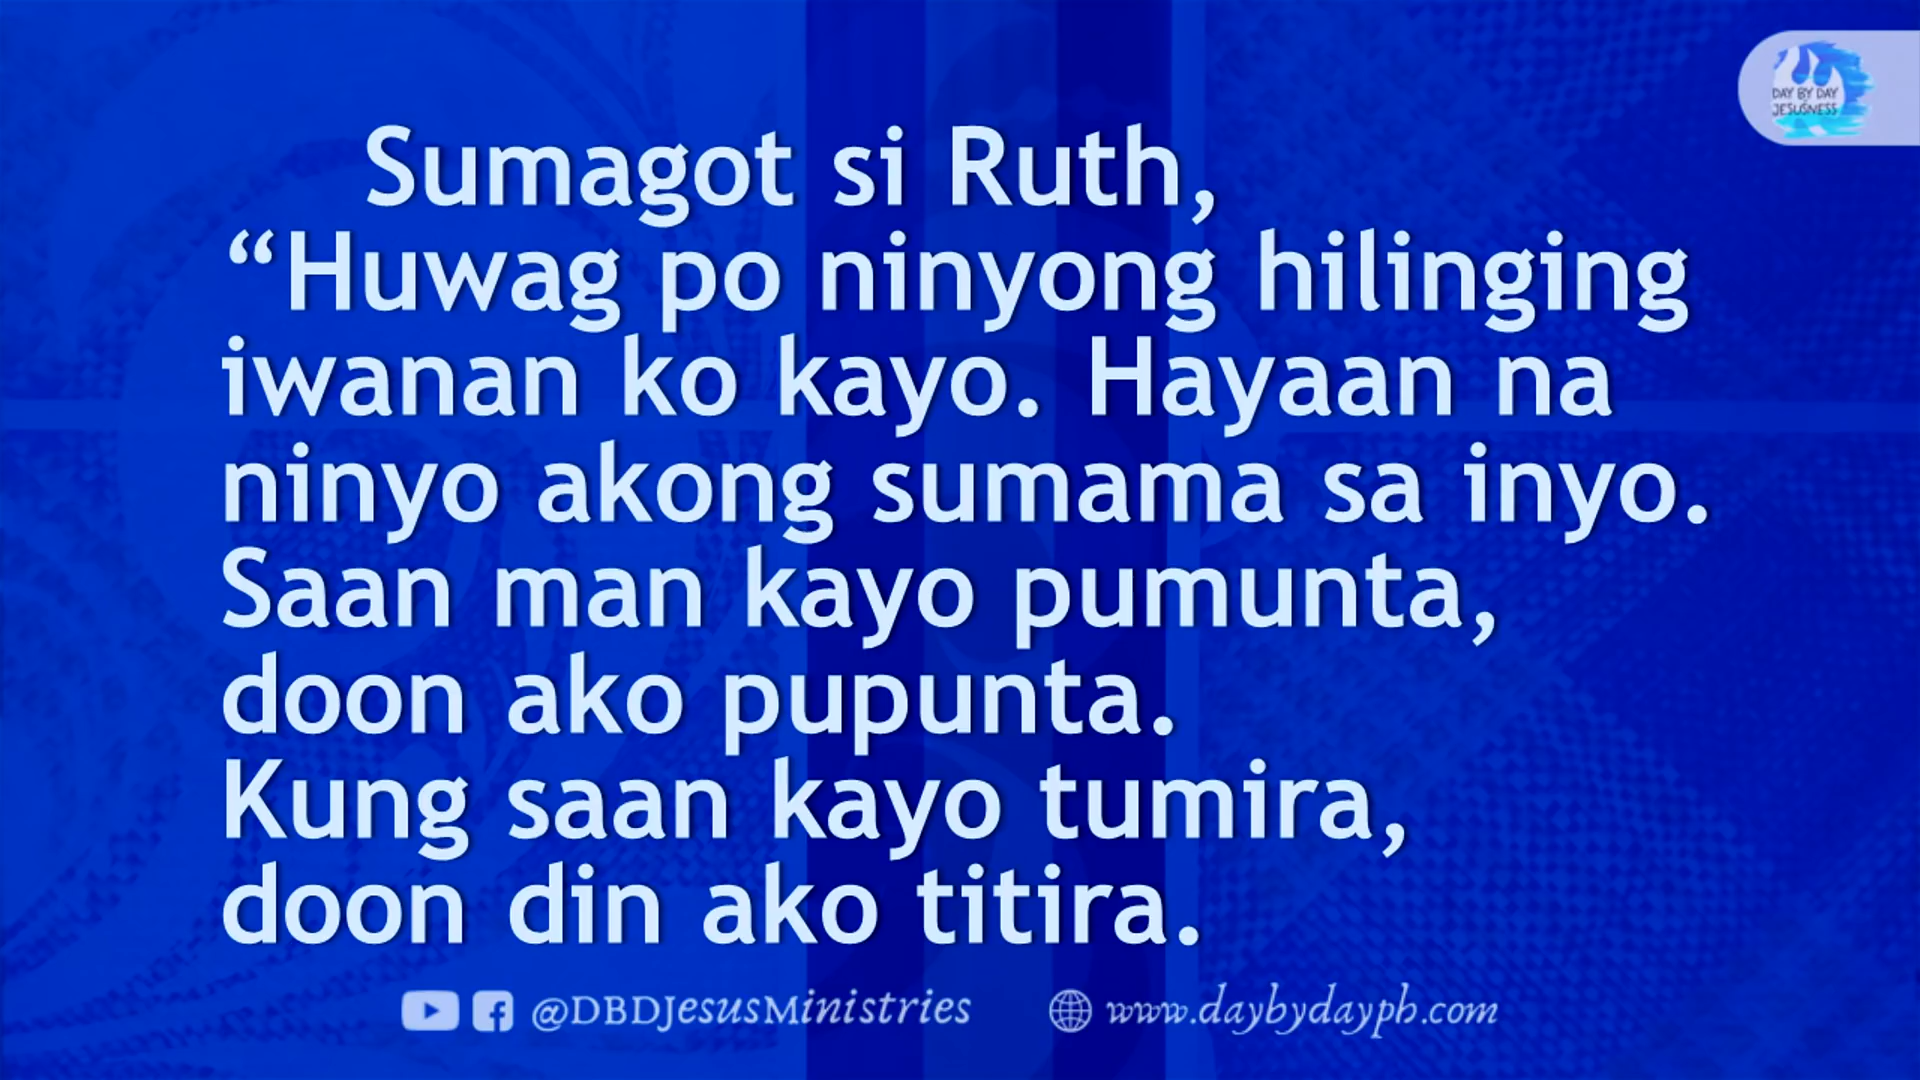 DAY BY DAY
JESUSNESS
Sumagot si Ruth,
“Huwag po ninyong hilinging
iwanan ko kayo. Hayaan na
ninyo akong sumama sa inyo.
Saan man kayo pumunta,
doon ako pupunta.
Kung saan kayo tumira,
doon din ako titira.
@DBDJesusMinistries www.daybydayph.com